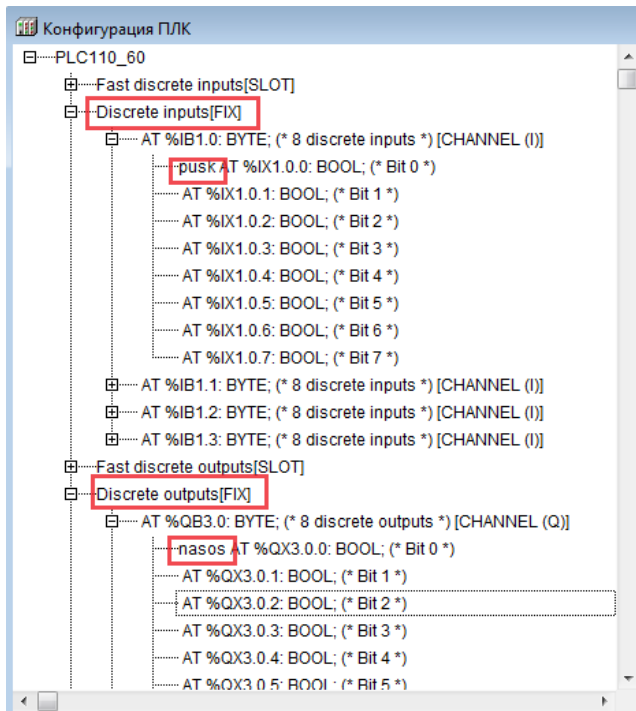 Конфигурация ПЛК
PLC110_60
Fast discrete inputs[SLOT]
Discrete inputs[FIX]
AT %IB1.0: BYTE; (* 8 discrete inputs *) [CHANNEL (I)]
pusk AT %IX1.0.0: BOOL; (* Bit 0 *)
AT %IX1.0.1: BOOL; (* Bit 1 *)
AT %IX1.0.2: BOOL; (* Bit 2 *)
AT %IX1.0.3: BOOL; (* Bit 3 *)
AT %IX1.0.4: BOOL; (* Bit 4 *)
AT %IX1.0.5: BOOL; (* Bit 5 *)
AT %IX1.0.6: BOOL; (* Bit 6 *)
AT %IX1.0.7: BOOL; (* Bit 7 *)
AT %IB1.1: BYTE; (* 8 discrete inputs *) [CHANNEL (I)]
AT %IB1.2: BYTE; (* 8 discrete inputs *) [CHANNEL (I)]
AT %IB1.3: BYTE; (* 8 discrete inputs *) [CHANNEL (I)]
Fast discrete outputs[SLOT]
Discrete outputs[FIX]
AT %QB3.0: BYTE; (* 8 discrete outputs *) [CHANNEL (Q)]
nasos AT %QX3.0.0: BOOL; (* Bit 0 *)
AT %QX3.0.1: BOOL; (* Bit 1 *)
AT %QX3.0.2: BOOL; (* Bit 2 *)
AT %QX3.0.3: BOOL; (* Bit 3 *)
AT %QX3.0.4: BOOL; (* Bit 4 *)
AT %QX3.0.5: BOOL; (* Bit 5 *)